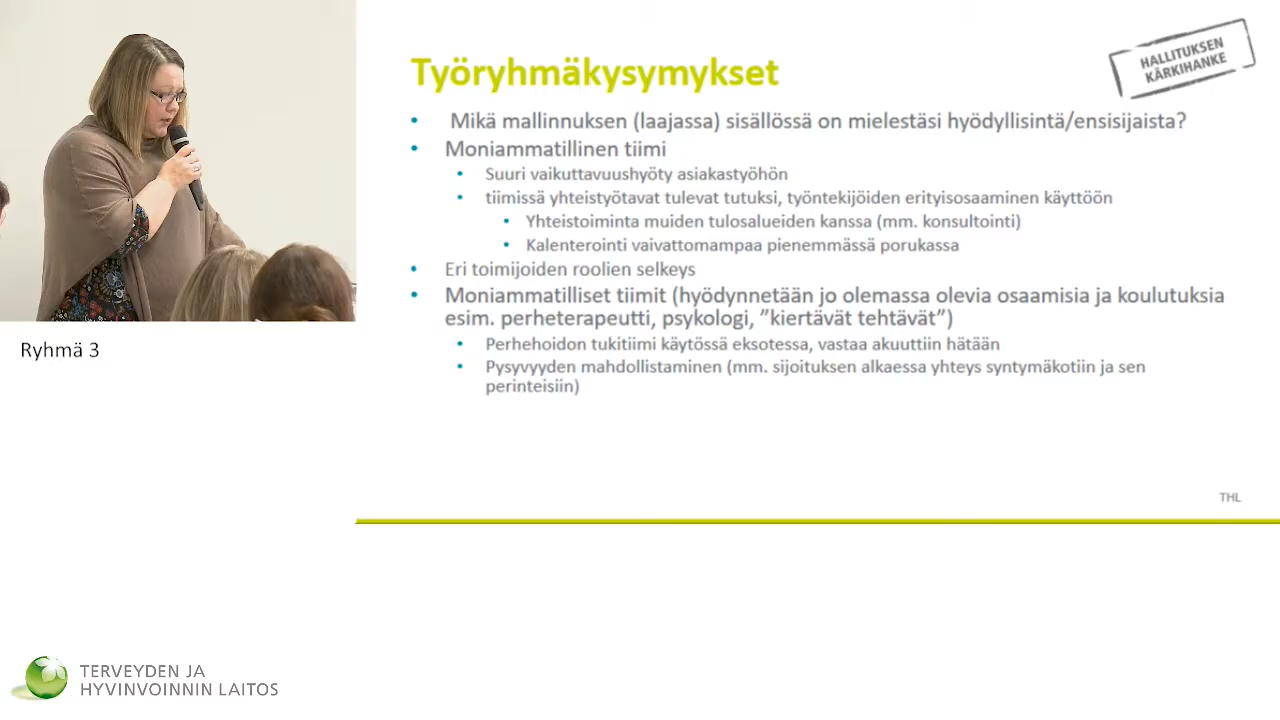 HALLITUKSEN
KÄRKIHANKE
Työryhmäkysymykset
• Mikä mallinnuksen (laajassa) sisällössä on mielestäsi hyödyllisintä/ensisijaista?
• Moniammatillinen tiimi
• Suuri vaikuttavuushyöty asiakastyöhön
• tiimissä yhteistyötavat tulevat tutuksi, työntekijöiden erityisosaaminen käyttöön
• Yhteistoiminta muiden tulosalueiden kanssa (mm. konsultointi)
• Kalenterointi vaivattomampaa pienemmässä porukassa
• Eri toimijoiden roolien selkeys
• Moniammatilliset tiimit (hyödynnetään jo olemassa olevia osaamisia ja koulutuksia
esim. perheterapeutti, psykologi, ”kiertävät tehtävät”)
• Perhehoidon tukitiimi käytössä eksotessa, vastaa akuuttiin hätään
• Pysyvyyden mahdollistaminen (mm. sijoituksen alkaessa yhteys syntymäkotiin ja sen
perinteisiin)
Ryhmä 3
THL
TERVEYDEN JA
HYVINVOINNIN LAITOS